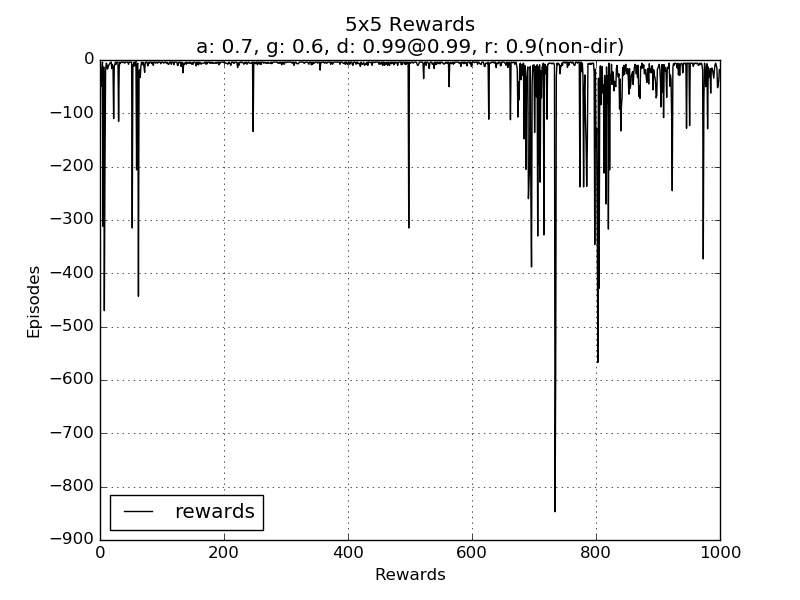 5x5 Rewards
a: 0.7, g: 0.6, d: 0.99@0.99, r: 0.9(non-dir)
0
−100
−200
−300
−400
−500
−600
−700
−800
−900
Episodes
rewards
0 200 400 600 800 1000
Rewards